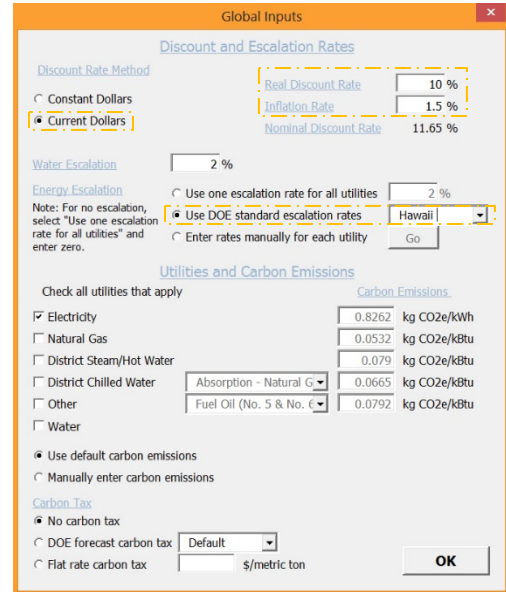 Global Inputs
×
Discount and Escalation Rates
Discount Rate Method
Constant Dollars
Current Dollars
Real Discount Rate 10 %
Inflation Rate 1.5 %
Nominal Discount Rate 11.65 %
Water Escalation 2 %
Energy Escalation
Note: For no escalation,
select "Use one escalation
rate for all utilities" and
enter zero.
Use one escalation rate for all utilities 2 %
Use DOE standard escalation rates Hawaii
Enter rates manually for each utility Go
Utilities and Carbon Emissions
Check all utilities that apply Carbon Emissions
Electricity 0.8262 kg CO2e/kWh
Natural Gas 0.0532 kg CO2e/kBtu
District Steam/Hot Water 0.079 kg CO2e/kBtu
District Chilled Water Absorption - Natural G 0.0665 kg CO2e/kBtu
Other Fuel Oil (No. 5 & No. 6 0.0792 kg CO2e/kBtu
Water
Use default carbon emissions
Manually enter carbon emissions
Carbon Tax
No carbon tax
DOE forecast carbon tax Default
Flat rate carbon tax $/metric ton
OK